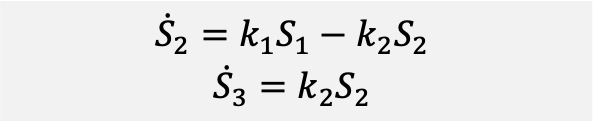 Ṡ₂ = k₁S₁ − k₂S₂
Ṡ₃ = k₂S₂